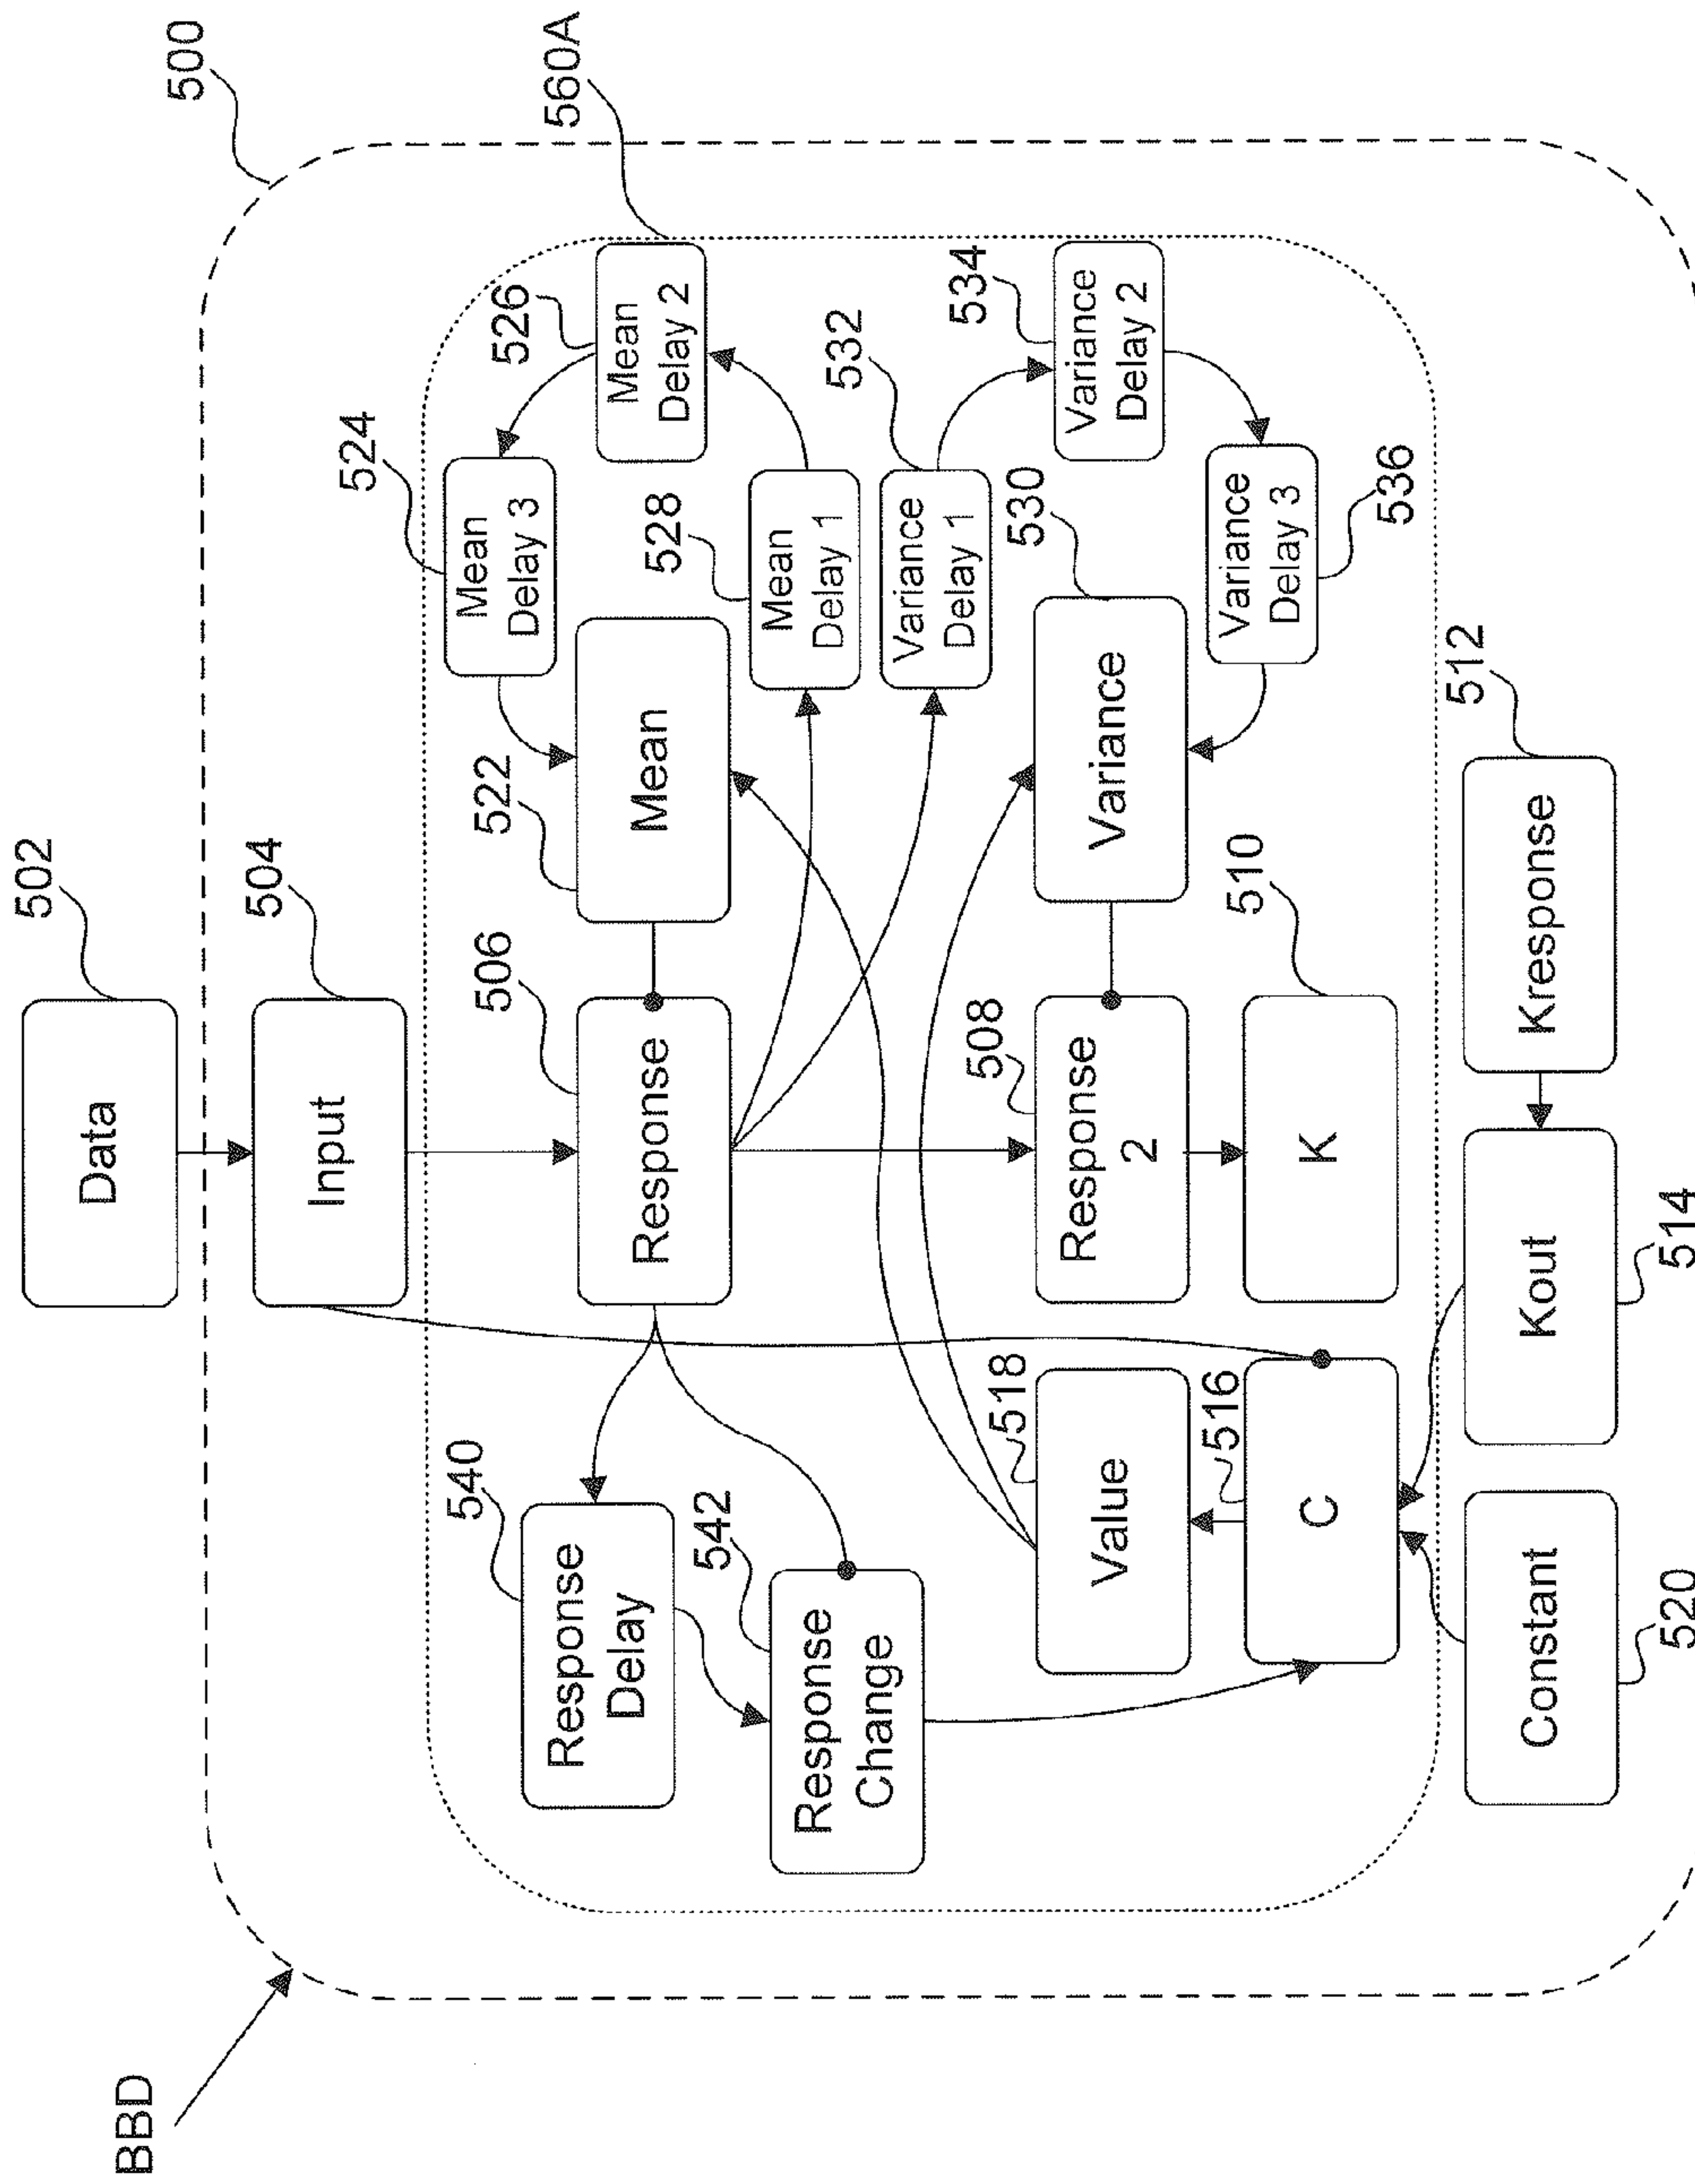 BBD
500
502
Data
504
Input
560A
540
Response
Delay
542
Response
Change
506
Response
522
Mean
524
Mean
Delay 3
526
Mean
Delay 2
528
Mean
Delay 1
532
Variance
Delay 1
534
Variance
Delay 2
536
Variance
Delay 3
530
Variance
508
Response
2
510
K
518
Value
516
C
520
Constant
514
Kout
512
Kresponse